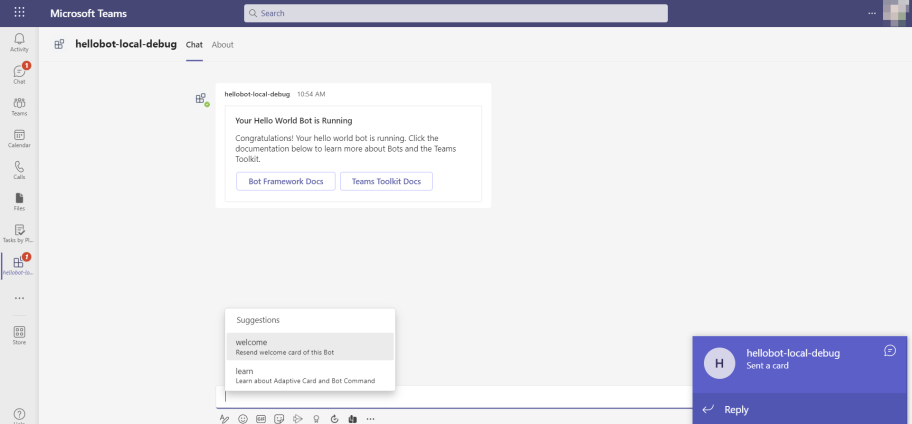 Microsoft Teams
Search
Activity
1
Chat
Teams
Calendar
Calls
Files
Tasks by Pl...
1
hellobot-lo...
Store
hellobot-local-debug Chat About
hellobot-local-debug 10:54 AM
Your Hello World Bot is Running
Congratulations! Your hello world bot is running. Click the
documentation below to learn more about Bots and the Teams
Toolkit.
Bot Framework Docs Teams Toolkit Docs
Suggestions
welcome
Resend welcome card of this Bot
learn
Learn about Adaptive Card and Bot Command
GIF
H
hellobot-local-debug
Sent a card
Reply